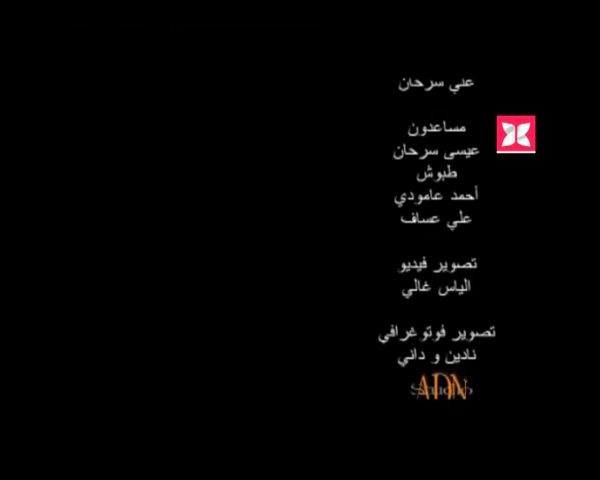 علي سرحان
مساعدون
عيسى سرحان
طبوش
أحمد عامودي
علي عساف
تصوير فيديو
الياس غالي
تصوير فوتوغرافي
نادين و داني
ADN
Studio